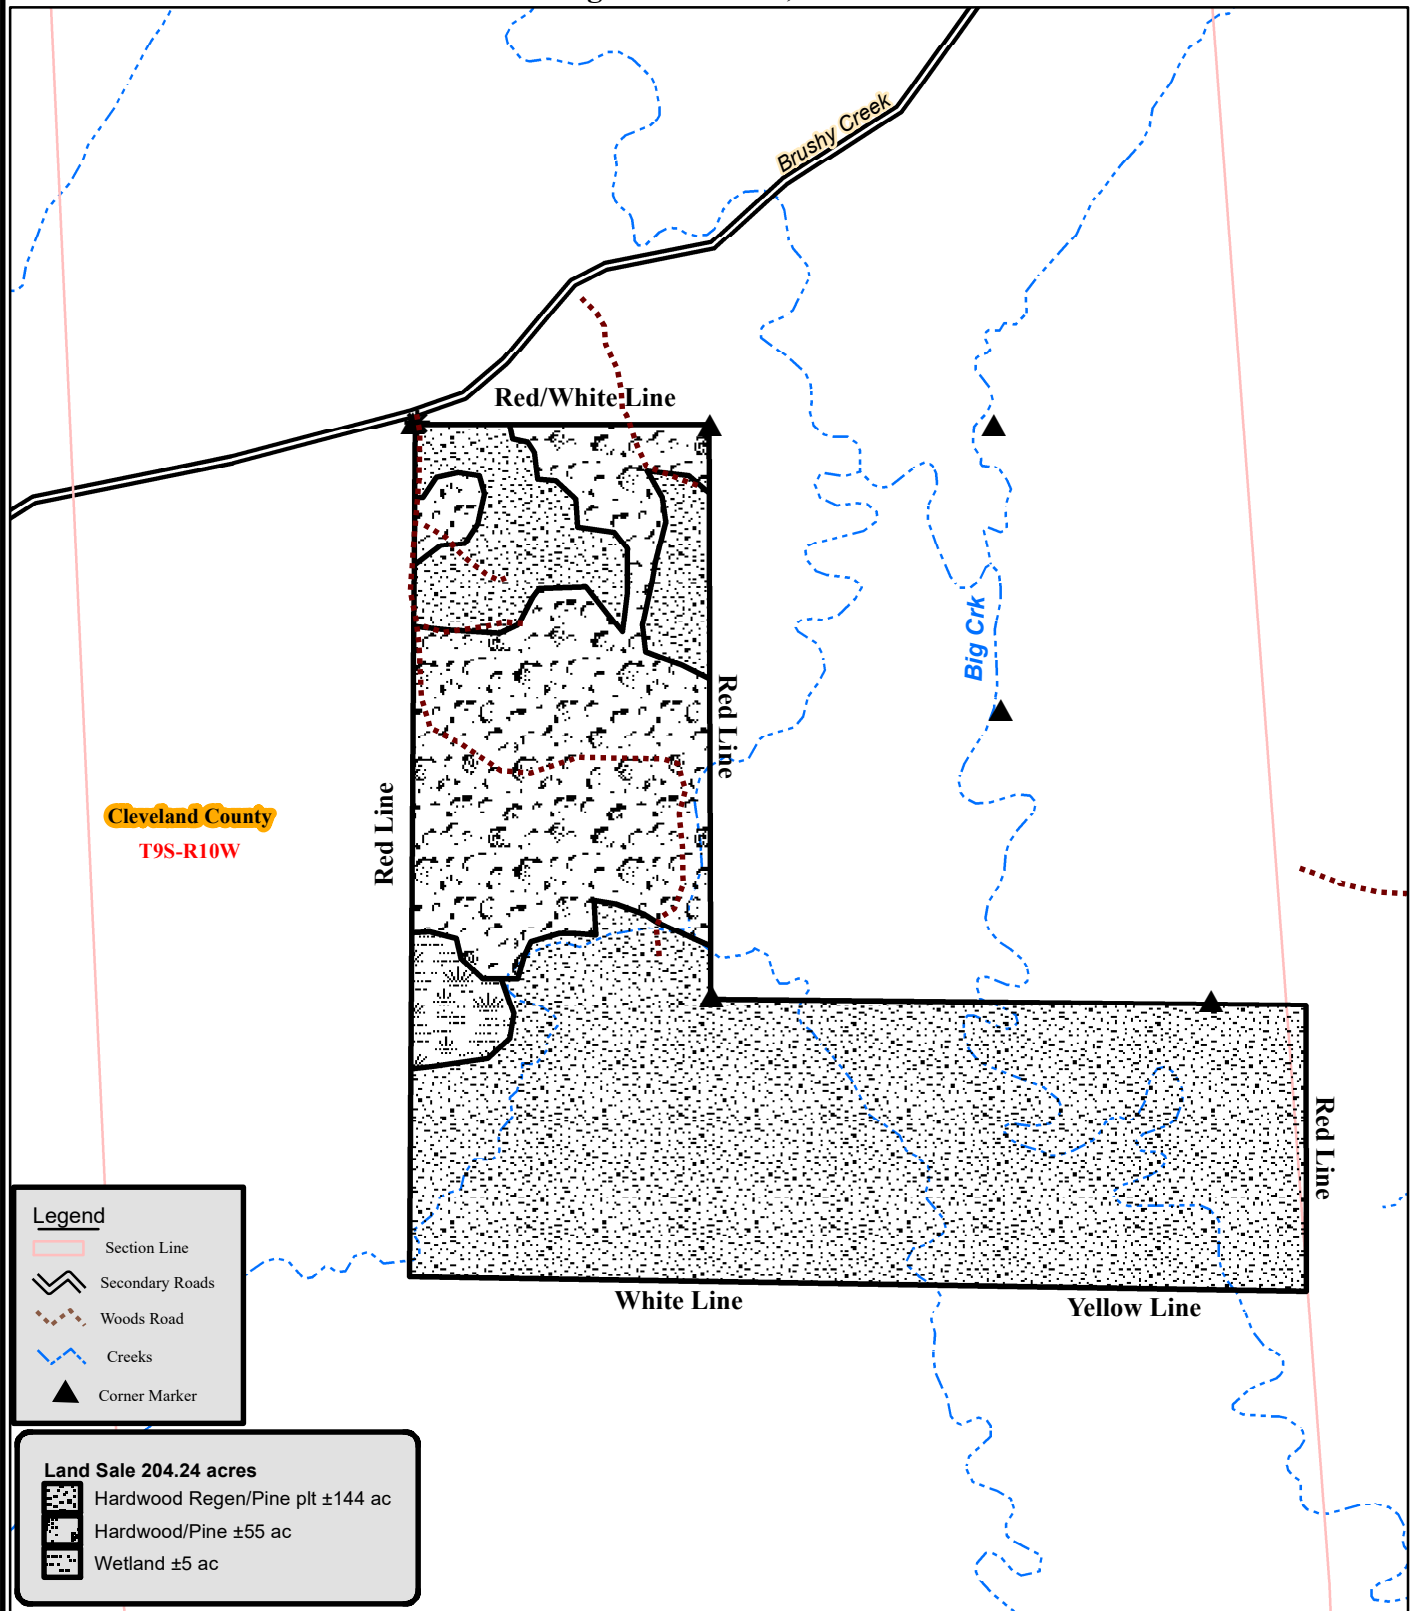 Brushy Creek
Red/White Line
Big Crk
Red Line
Red Line
Cleveland County
T9S-R10W
Red Line
White Line
Yellow Line
Legend
Section Line
Secondary Roads
Woods Road
Creeks
Corner Marker
Land Sale 204.24 acres
Hardwood Regen/Pine plt ±144 ac
Hardwood/Pine ±55 ac
Wetland ±5 ac